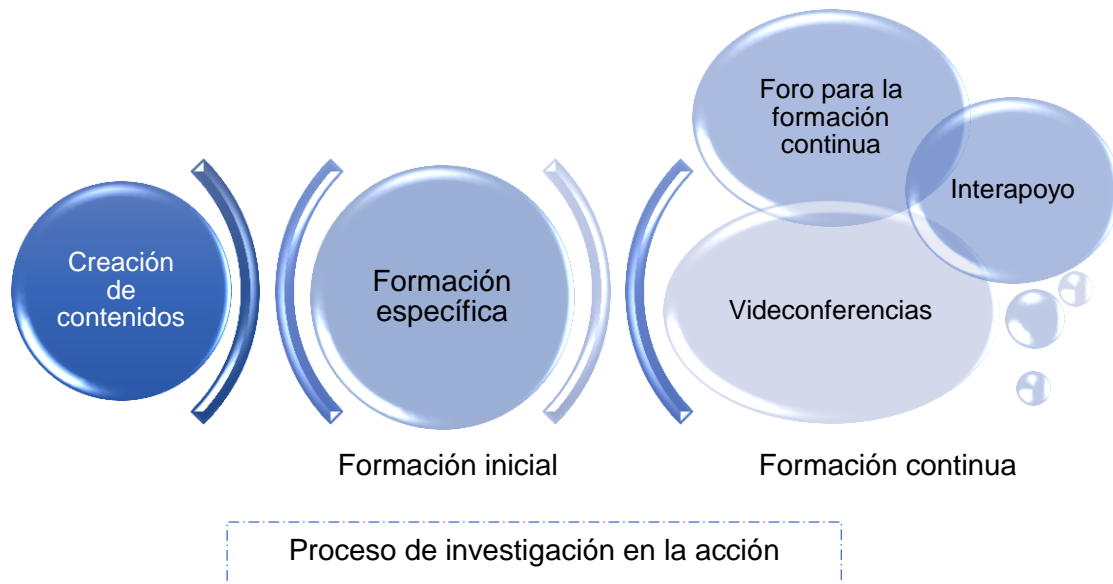 Creación
de
contenidos
Formación
específica
Foro para la
formación
continua
Interapoyo
Videconferencias
Formación inicial
Formación continua
Proceso de investigación en la acción